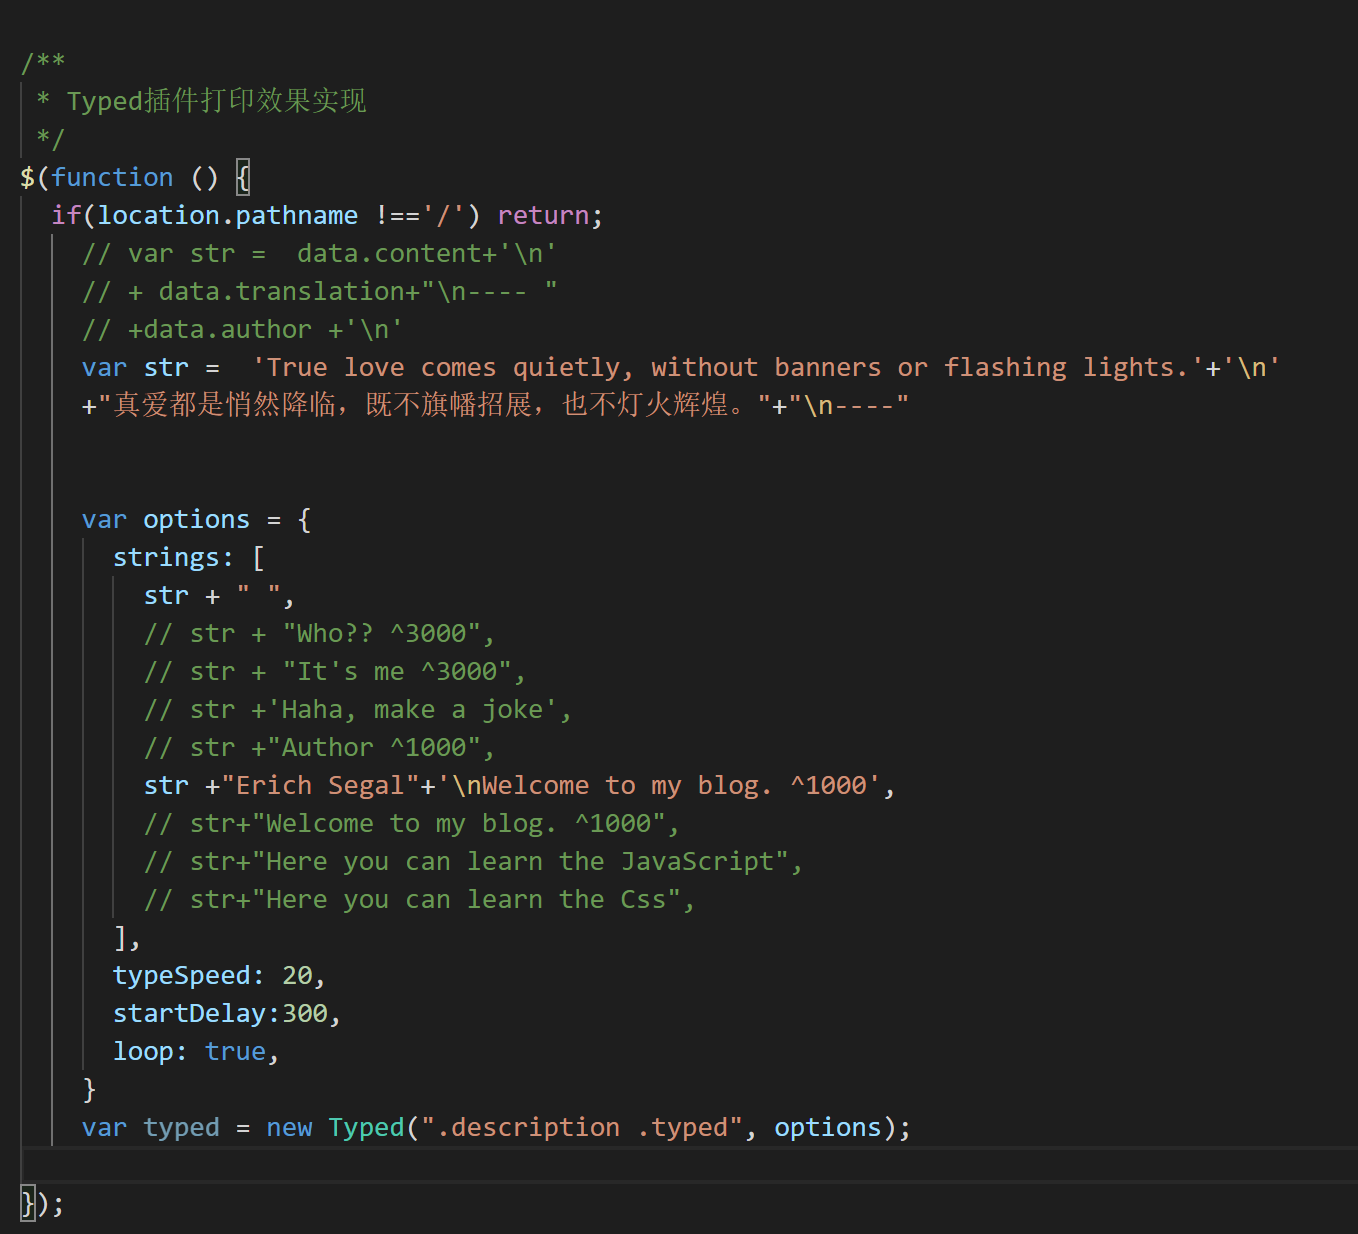 /**
 * Typed插件打印效果实现
 */
$(function () {
  if(location.pathname !=='/') return;
    // var str =  data.content+'\n'
    // + data.translation+"\n---- "
    // +data.author +'\n'
    var str =  'True love comes quietly, without banners or flashing lights.'+'\n'
    +"真爱都是悄然降临，既不旗幡招展，也不灯火辉煌。"+"\n----"
    var options = {
      strings: [
        str + " ",
        // str + "Who?? ^3000",
        // str + "It's me ^3000",
        // str +'Haha, make a joke',
        // str +"Author ^1000",
        str +"Erich Segal"+'\nWelcome to my blog. ^1000',
        // str+"Welcome to my blog. ^1000",
        // str+"Here you can learn the JavaScript",
        // str+"Here you can learn the Css",
      ],
      typeSpeed: 20,
      startDelay:300,
      loop: true,
    }
    var typed = new Typed(".description .typed", options);
});